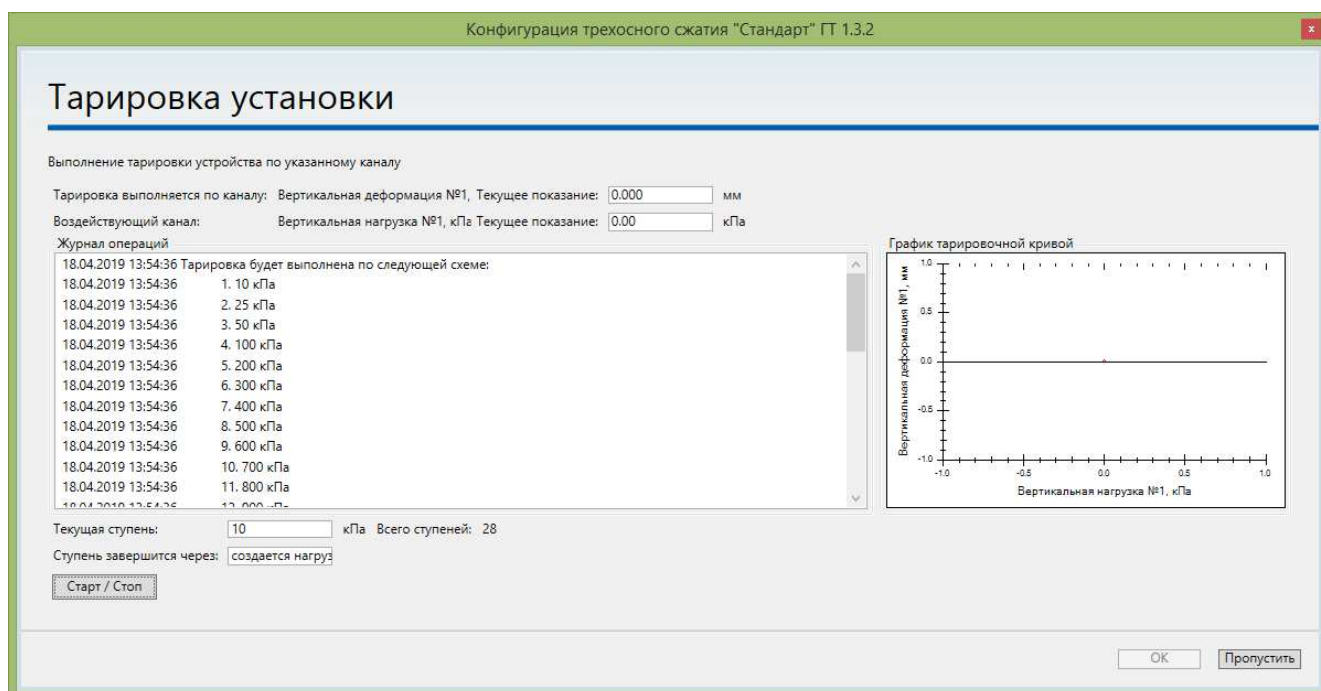 Конфигурация трехосного сжатия "Стандарт" ГТ 1.3.2
x
Тарировка установки
Выполнение тарировки устройства по указанному каналу
Тарировка выполняется по каналу: Вертикальная деформация №1, Текущее показание: 0.000 мм
Воздействующий канал: Вертикальная нагрузка №1, кПа Текущее показание: 0.00 кПа
Журнал операций
18.04.2019 13:54:36 Тарировка будет выполнена по следующей схеме:
18.04.2019 13:54:36 1. 10 кПа
18.04.2019 13:54:36 2. 25 кПа
18.04.2019 13:54:36 3. 50 кПа
18.04.2019 13:54:36 4. 100 кПа
18.04.2019 13:54:36 5. 200 кПа
18.04.2019 13:54:36 6. 300 кПа
18.04.2019 13:54:36 7. 400 кПа
18.04.2019 13:54:36 8. 500 кПа
18.04.2019 13:54:36 9. 600 кПа
18.04.2019 13:54:36 10. 700 кПа
18.04.2019 13:54:36 11. 800 кПа
18.04.2019 13:54:36 12. 900 кПа
График тарировочной кривой
Вертикальная деформация №1, мм
1.0
0.5
0.0
-0.5
-1.0
-1.0 -0.5 0.0 0.5 1.0
Вертикальная нагрузка №1, кПа
Текущая ступень: 10 кПа Всего ступеней: 28
Ступень завершится через: создается нагруз
Старт / Стоп
OK Пропустить